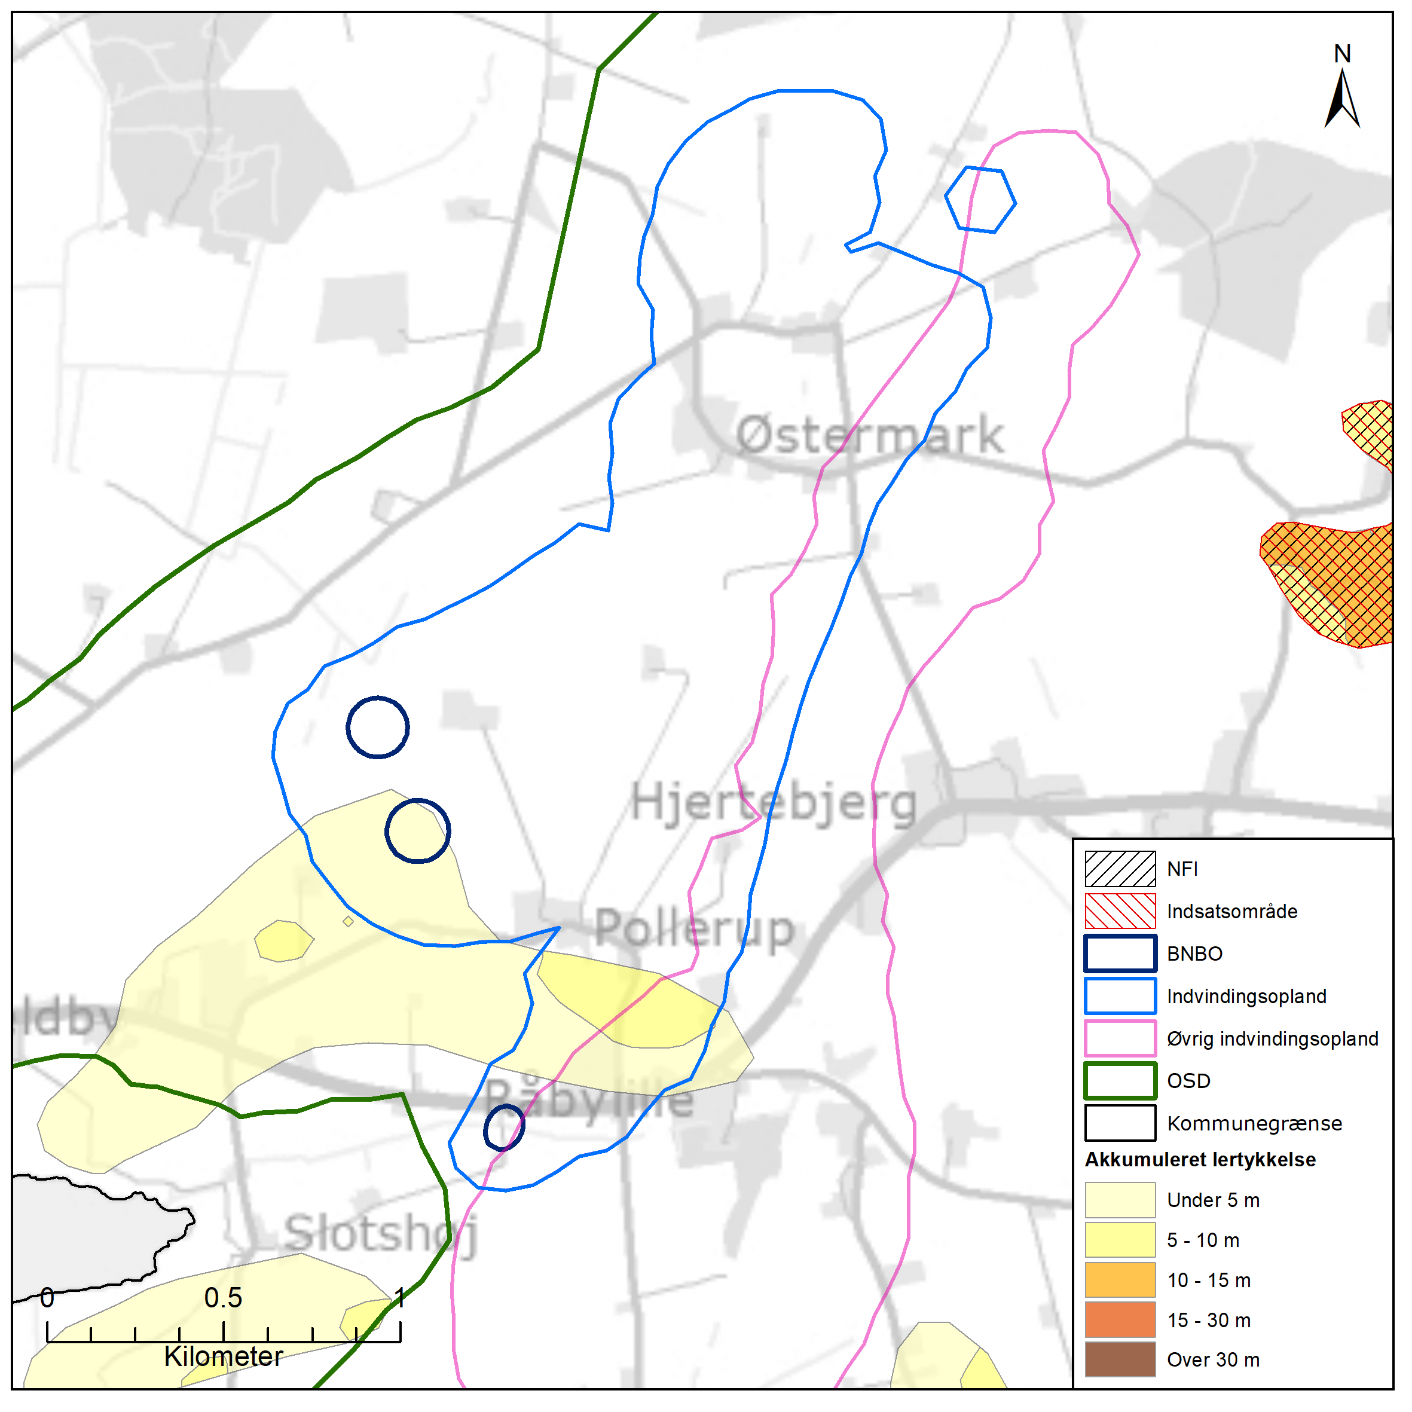 N
Østermark
Hjertebjerg
Pollerup
eldby
Råbylille
Slotshøj
0 0.5 1
Kilometer
NFI
Indsatsområde
BNBO
Indvindingsopland
Øvrig indvindingsopland
OSD
Kommunegrænse
Akkumuleret lertykkelse
Under 5 m
5 - 10 m
10 - 15 m
15 - 30 m
Over 30 m